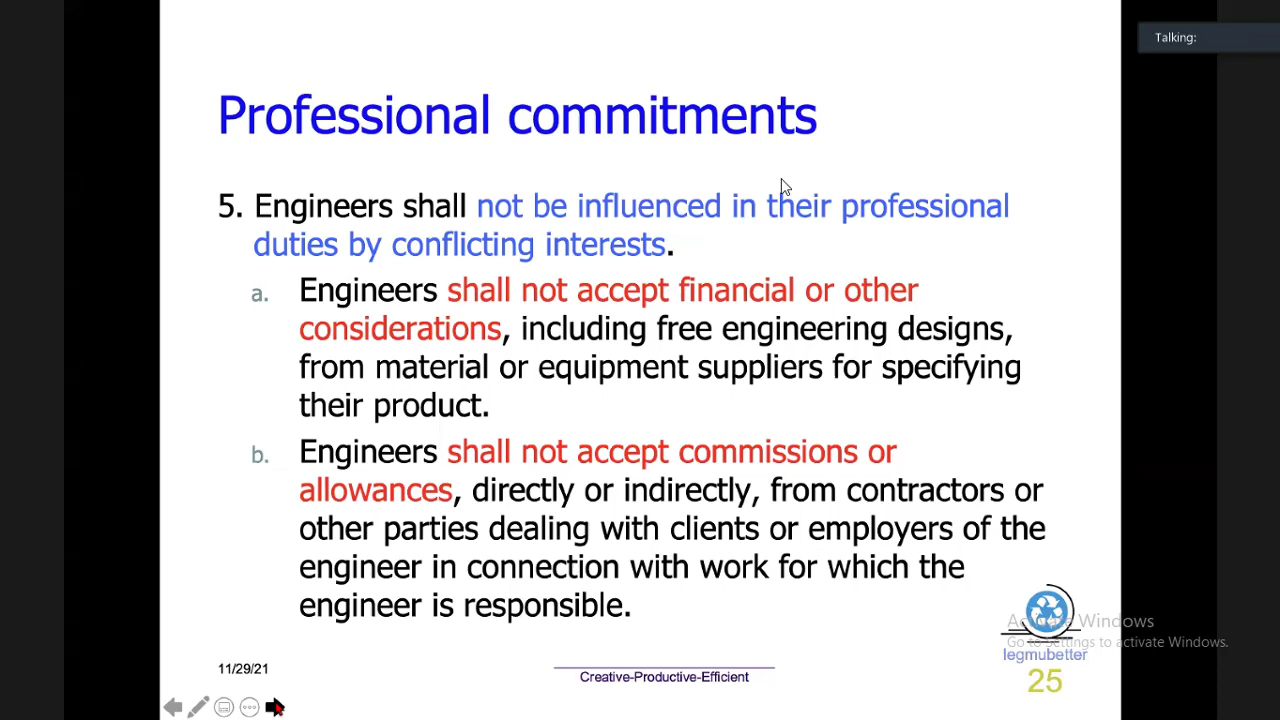 Talking:
Professional commitments
5. Engineers shall not be influenced in their professional
duties by conflicting interests.
a. Engineers shall not accept financial or other
considerations, including free engineering designs,
from material or equipment suppliers for specifying
their product.
b. Engineers shall not accept commissions or
allowances, directly or indirectly, from contractors or
other parties dealing with clients or employers of the
engineer in connection with work for which the
engineer is responsible.
Activate Windows
Go to Settings to activate Windows.
legmubetter
11/29/21
Creative-Productive-Efficient
25